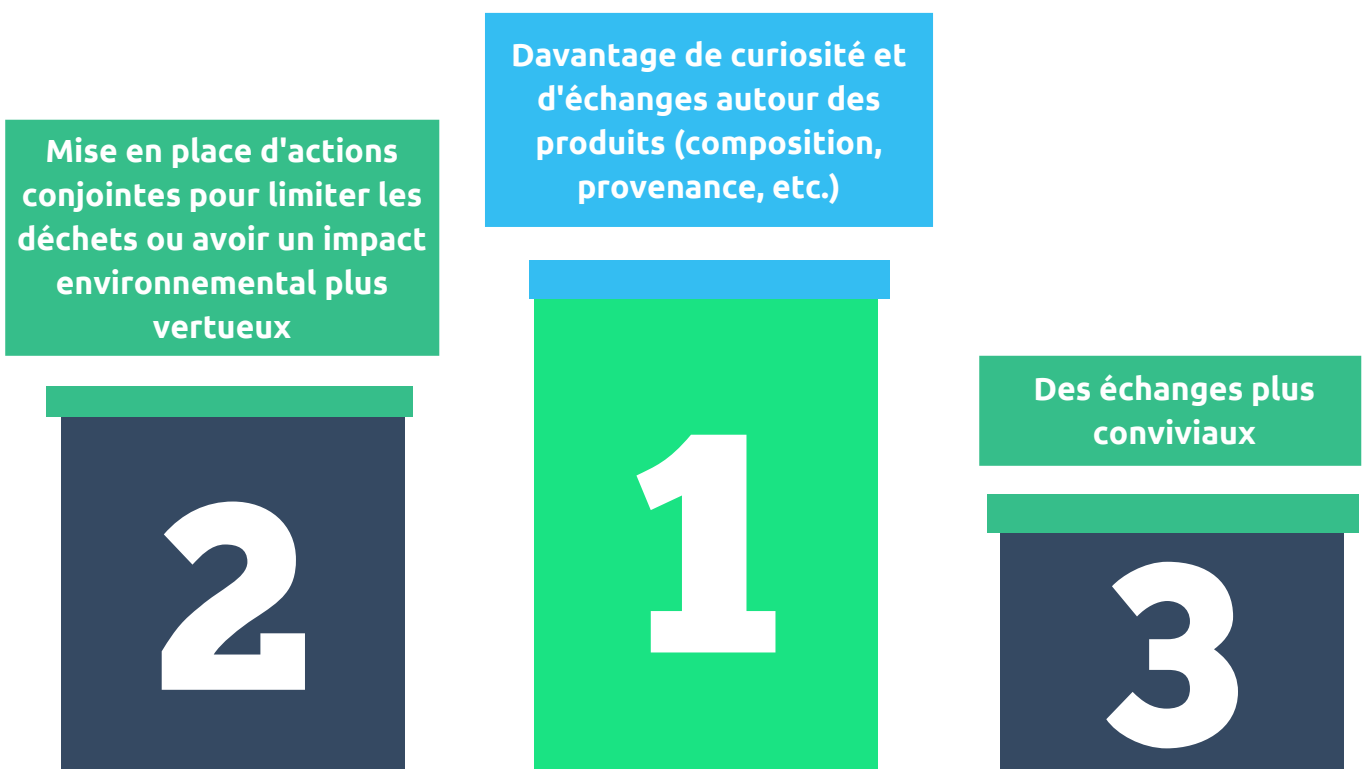 Davantage de curiosité et
d'échanges autour des
produits (composition,
provenance, etc.)
Mise en place d'actions
conjointes pour limiter les
déchets ou avoir un impact
environnemental plus
vertueux
Des échanges plus
conviviaux
1
2
3